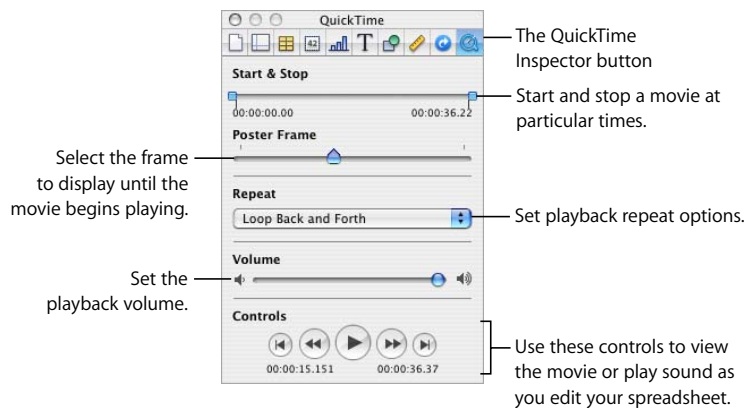 QuickTime
42
T
The QuickTime
Inspector button
Start & Stop
00:00:00.00
00:00:36.22
Start and stop a movie at
particular times.
Poster Frame
Select the frame
to display until the
movie begins playing.
Repeat
Loop Back and Forth
Set playback repeat options.
Volume
Set the
playback volume.
Controls
00:00:15.151
00:00:36.37
Use these controls to view
the movie or play sound as
you edit your spreadsheet.